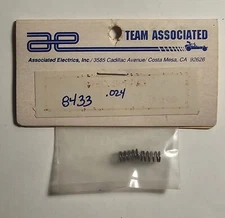 ae TEAM ASSOCIATED
Associated Electrics, Inc / 3585 Cadillac Avenue / Costa Mesa, CA 92626
8433 .024